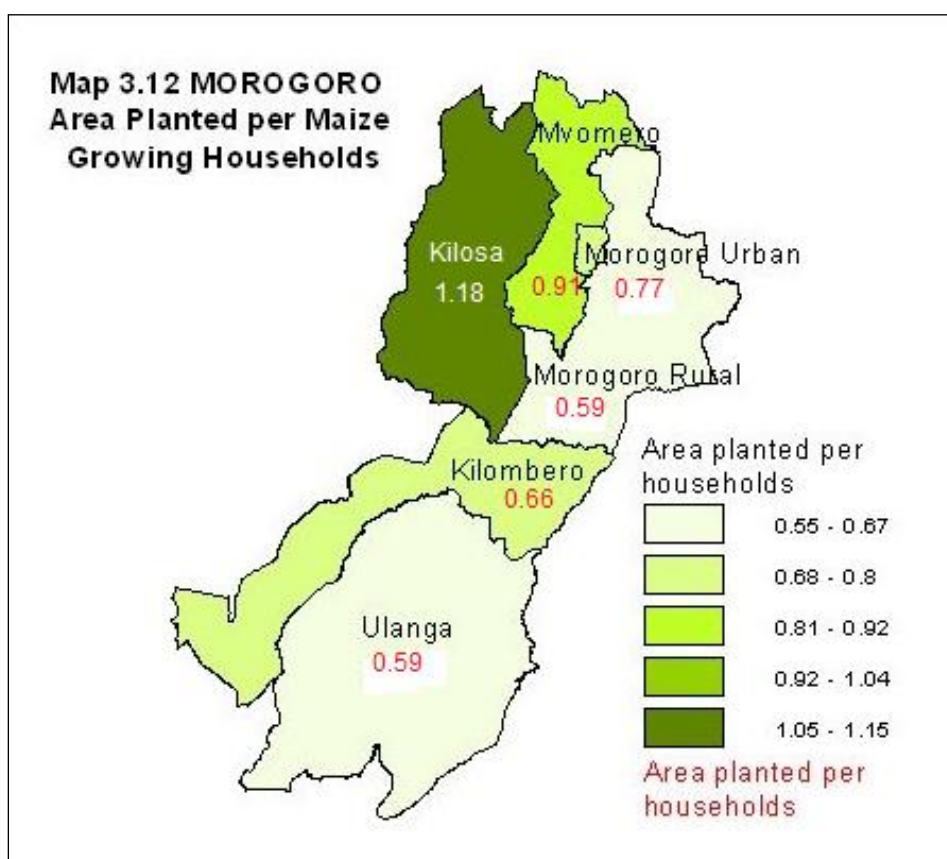 Map 3.12 MOROGORO
Area Planted per Maize
Growing Households
Mvomero
Kilosa
1.18
Morogora Urban
0.91
0.77
Morogoro Rural
0.59
Kilombero
0.66
Ulanga
0.59
Area planted per
households
0.55 - 0.67
0.68 - 0.8
0.81 - 0.92
0.92 - 1.04
1.05 - 1.15
Area planted per
households